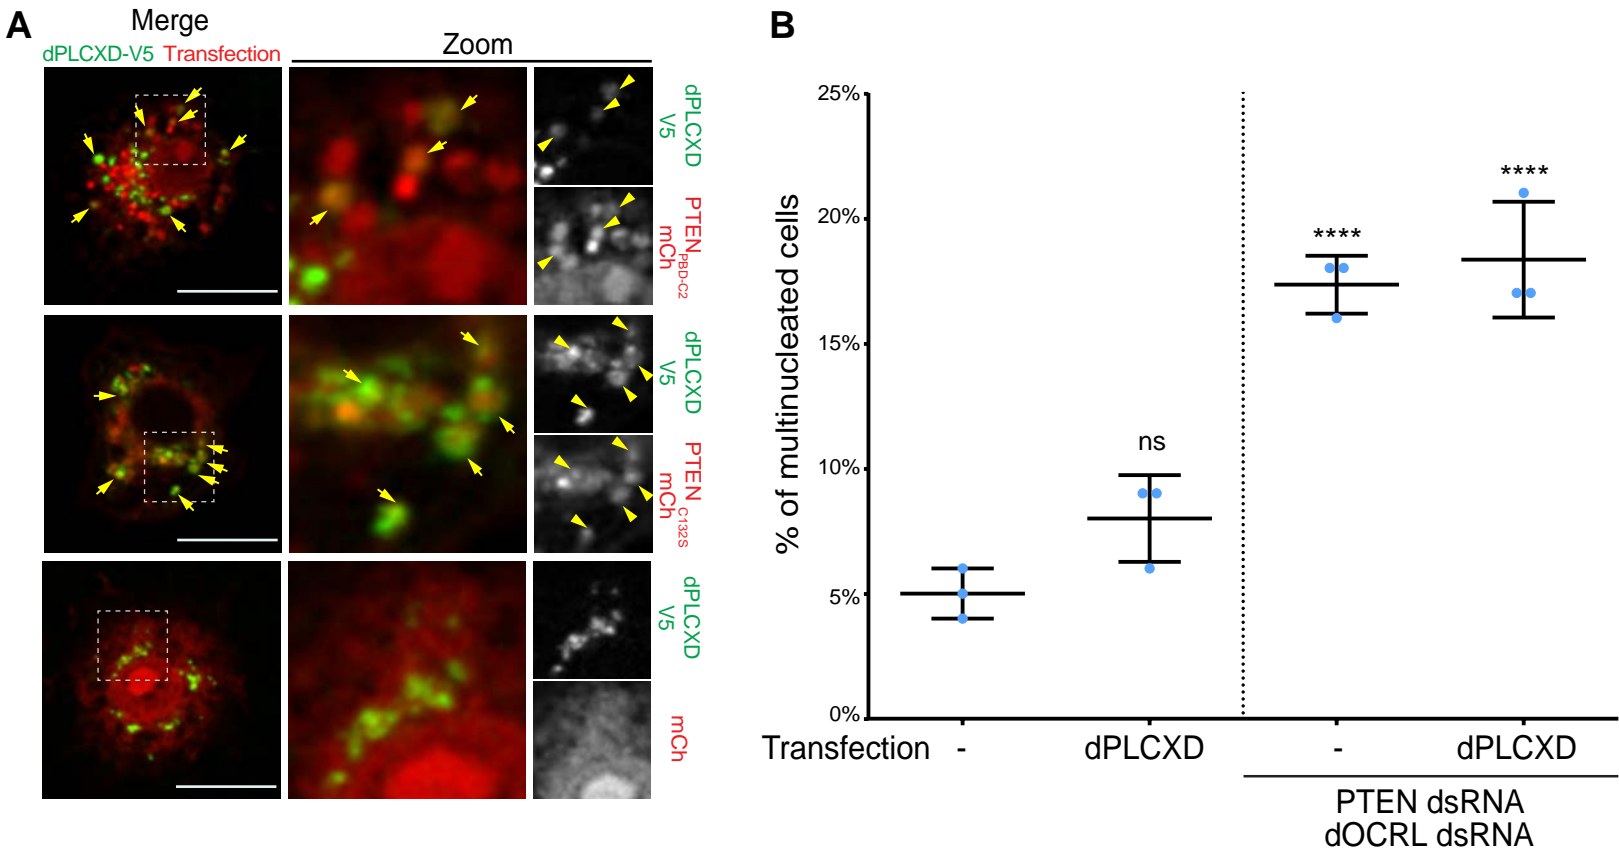 A
Merge
dPLCXD-V5 Transfection
Zoom
dPLCXD
V5
PTEN PBD-C2
mCh
dPLCXD
V5
PTEN C132S
mCh
dPLCXD
V5
mCh
B
% of multinucleated cells
25%
20%
15%
10%
5%
0%
ns
****
****
Transfection - dPLCXD - dPLCXD
PTEN dsRNA
dOCRL dsRNA